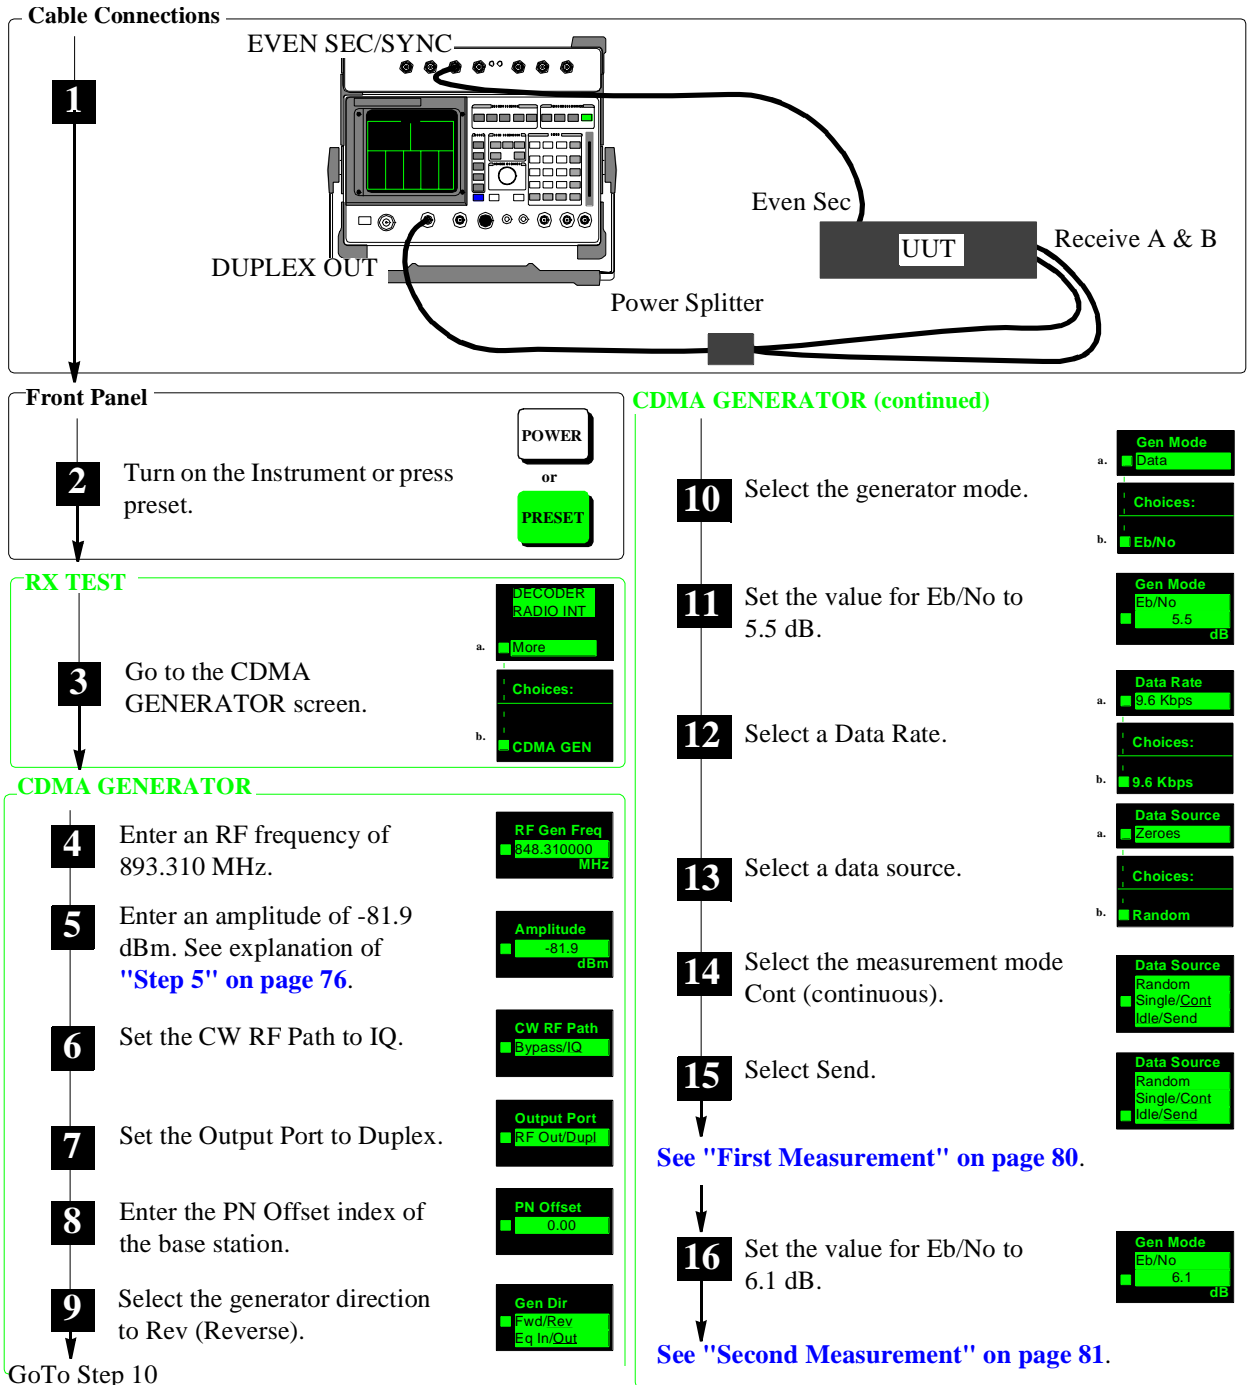 Cable Connections
EVEN SEC/SYNC
1
Even Sec
UUT
Receive A & B
DUPLEX OUT
Power Splitter
Front Panel
2
Turn on the Instrument or press
preset.
POWER
or
PRESET
RX TEST
3
Go to the CDMA
GENERATOR screen.
DECODER
RADIO INT
a.
More
Choices:
b.
CDMA GEN
CDMA GENERATOR
4
Enter an RF frequency of
893.310 MHz.
RF Gen Freq
848.310000
MHz
5
Enter an amplitude of -81.9
dBm. See explanation of
"Step 5" on page 76.
Amplitude
-81.9
dBm
6
Set the CW RF Path to IQ.
CW RF Path
Bypass/IQ
7
Set the Output Port to Duplex.
Output Port
RF Out/Dupl
8
Enter the PN Offset index of
the base station.
PN Offset
0.00
9
Select the generator direction
to Rev (Reverse).
Gen Dir
Fwd/Rev
Eq In/Out
GoTo Step 10
CDMA GENERATOR (continued)
10
Select the generator mode.
Gen Mode
a.
Data
Choices:
b.
Eb/No
11
Set the value for Eb/No to
5.5 dB.
Gen Mode
Eb/No
5.5
dB
12
Select a Data Rate.
Data Rate
a.
9.6 Kbps
Choices:
b.
9.6 Kbps
13
Select a data source.
Data Source
a.
Zeroes
Choices:
b.
Random
14
Select the measurement mode
Cont (continuous).
Data Source
Random
Single/Cont
Idle/Send
15
Select Send.
Data Source
Random
Single/Cont
Idle/Send
See "First Measurement" on page 80.
16
Set the value for Eb/No to
6.1 dB.
Gen Mode
Eb/No
6.1
dB
See "Second Measurement" on page 81.